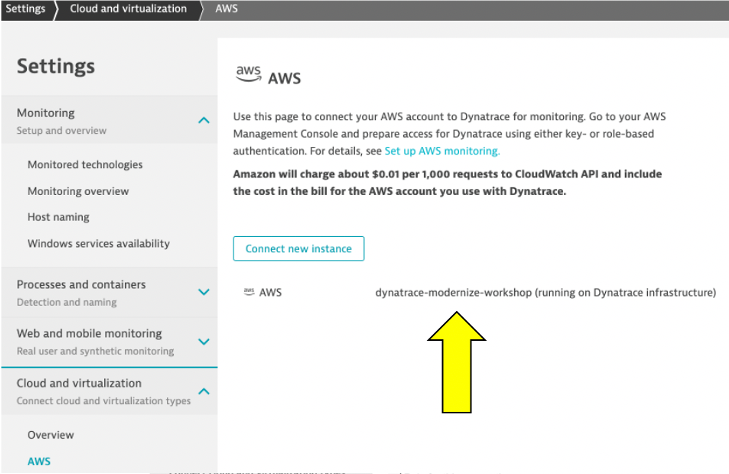 Settings
Cloud and virtualization
AWS
Settings
Monitoring
Setup and overview
Monitored technologies
Monitoring overview
Host naming
Windows services availability
Processes and containers
Detection and naming
Web and mobile monitoring
Real user and synthetic monitoring
Cloud and virtualization
Connect cloud and virtualization types
Overview
AWS
aws AWS
Use this page to connect your AWS account to Dynatrace for monitoring. Go to your AWS
Management Console and prepare access for Dynatrace using either key- or role-based
authentication. For details, see Set up AWS monitoring.
Amazon will charge about $0.01 per 1,000 requests to CloudWatch API and include
the cost in the bill for the AWS account you use with Dynatrace.
Connect new instance
aws AWS dynatrace-modernize-workshop (running on Dynatrace infrastructure)